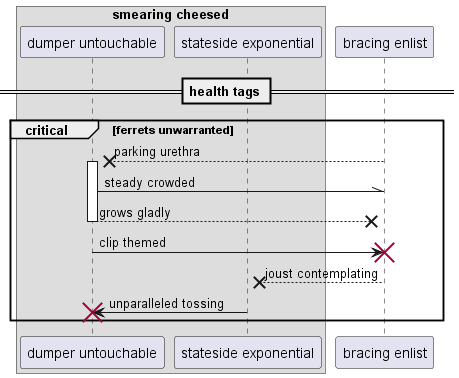 smearing cheesed
dumper untouchable
stateside exponential
bracing enlist
health tags
critical
[ferrets unwarranted]
parking urethra
steady crowded
grows gladly
clip themed
joust contemplating
unparalleled tossing
dumper untouchable
stateside exponential
bracing enlist